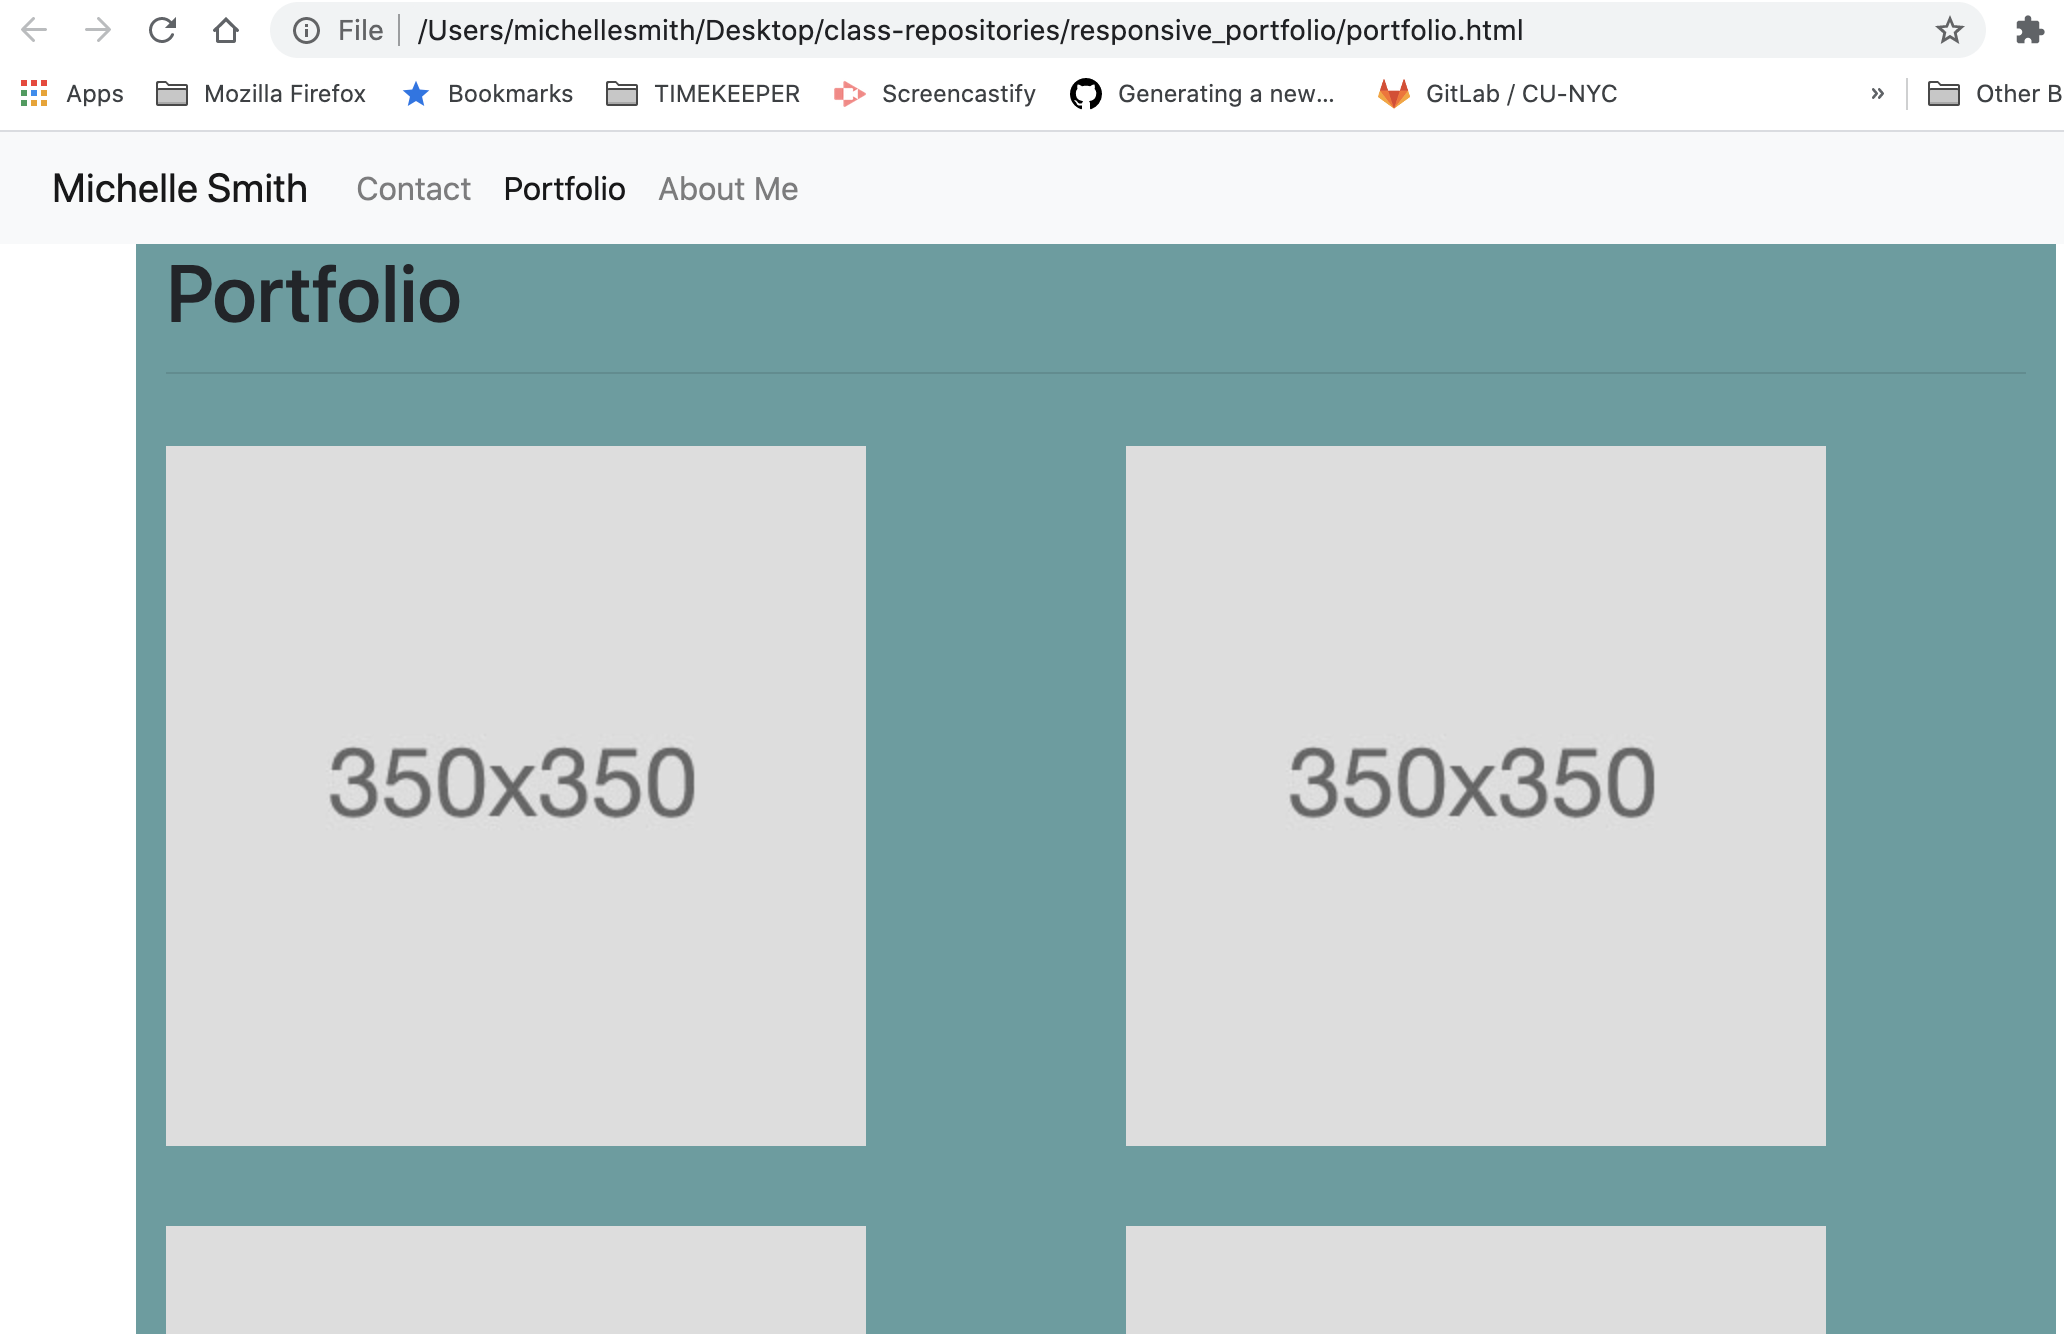 File /Users/michellesmith/Desktop/class-repositories/responsive_portfolio/portfolio.html
Apps Mozilla Firefox Bookmarks TIMEKEEPER Screencastify Generating a new... GitLab / CU-NYC » Other B
Michelle Smith Contact Portfolio About Me
Portfolio
350x350 350x350